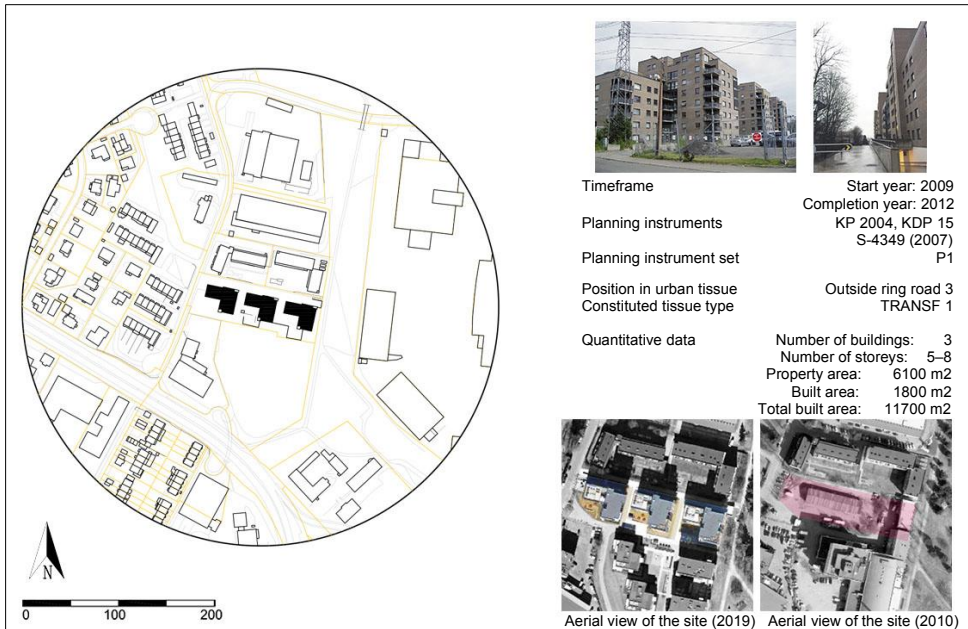 Timeframe Start year: 2009
Completion year: 2012
Planning instruments KP 2004, KDP 15
S-4349 (2007)
Planning instrument set P1
Position in urban tissue Outside ring road 3
Constituted tissue type TRANSF 1
Quantitative data Number of buildings: 3
Number of storeys: 5–8
Property area: 6100 m2
Built area: 1800 m2
Total built area: 11700 m2
N
0 100 200
Aerial view of the site (2019) Aerial view of the site (2010)